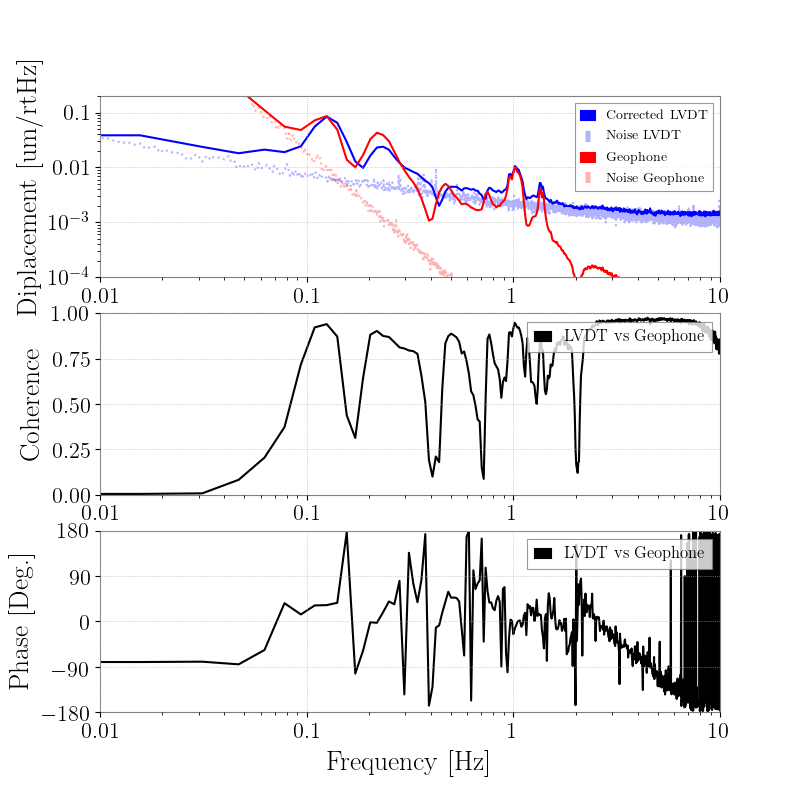 Diplacement [um/rtHz]
0.1
0.01
10⁻³
10⁻⁴
Corrected LVDT
Noise LVDT
Geophone
Noise Geophone
0.01 0.1 1 10
Coherence
1.00
0.75
0.50
0.25
0.00
LVDT vs Geophone
0.01 0.1 1 10
Phase [Deg.]
180
90
0
−90
−180
LVDT vs Geophone
0.01 0.1 1 10
Frequency [Hz]